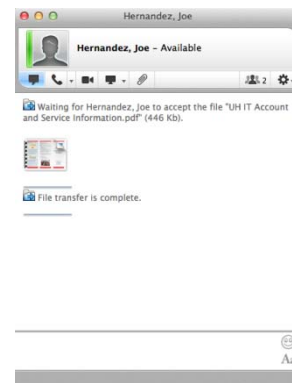 Hernandez, Joe
Hernandez, Joe - Available
2
Waiting for Hernandez, Joe to accept the file "UH IT Account
and Service Information.pdf" (446 Kb).
File transfer is complete.